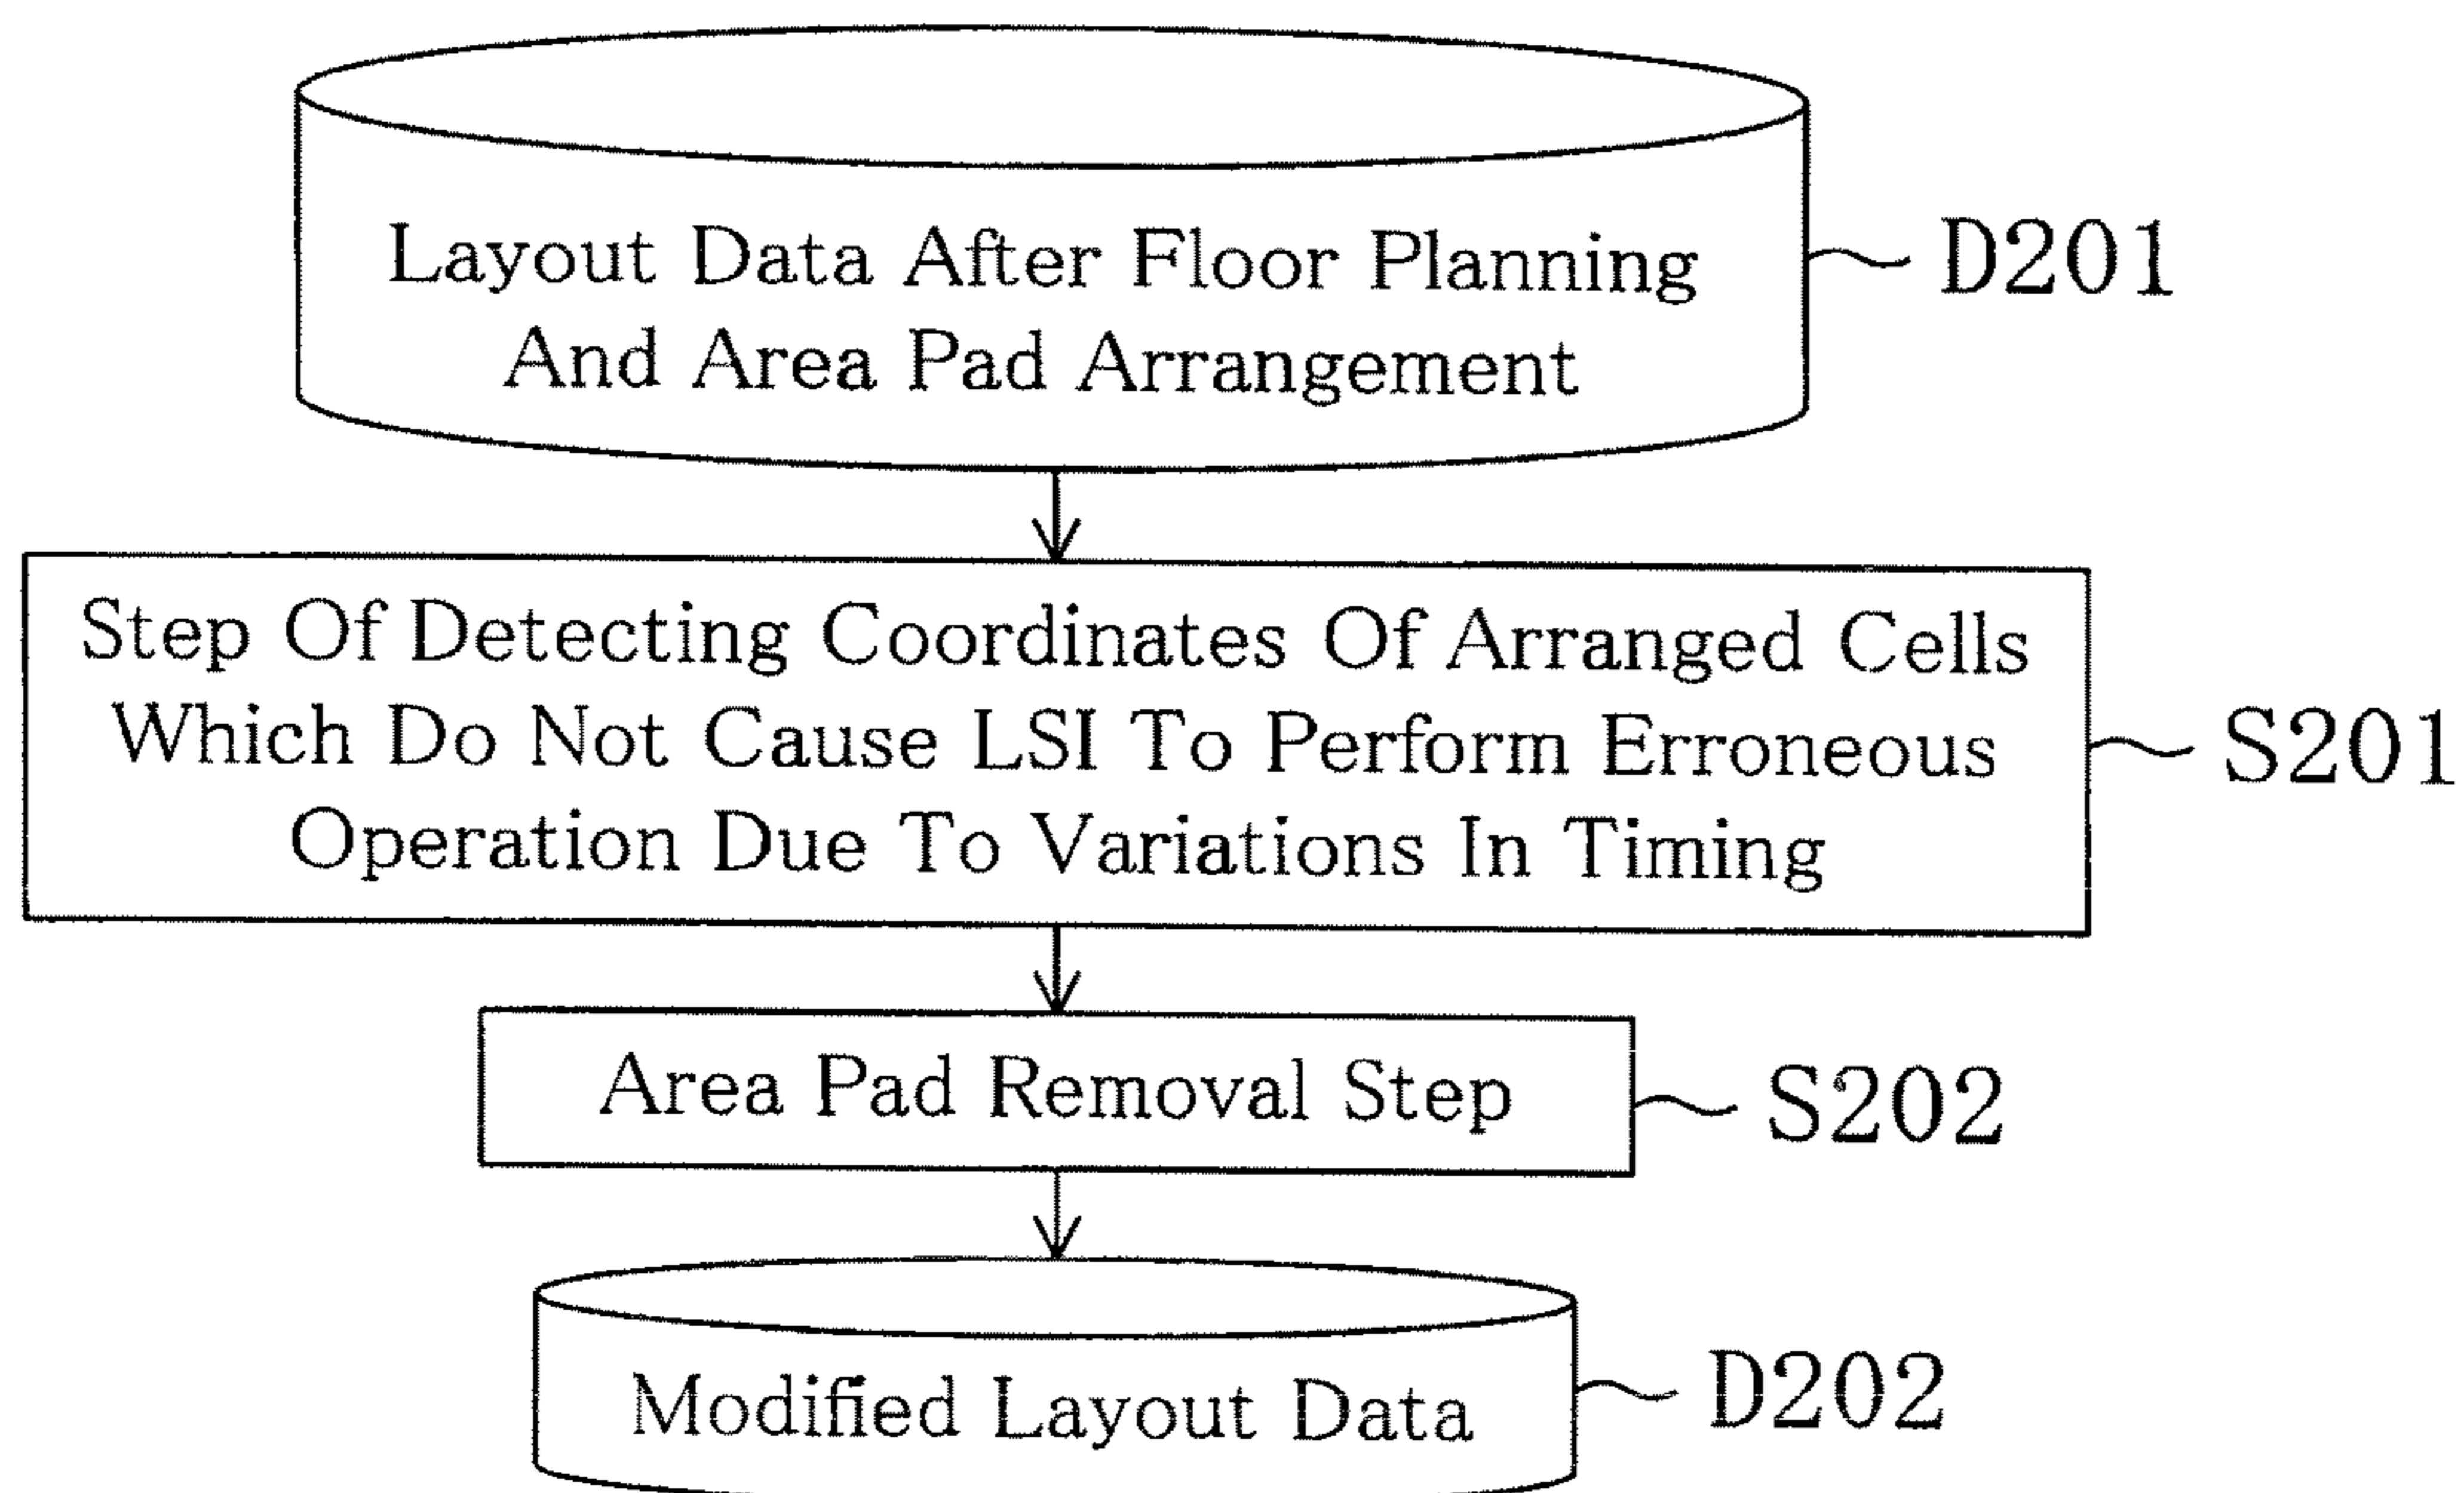 Layout Data After Floor Planning
And Area Pad Arrangement
D201
Step Of Detecting Coordinates Of Arranged Cells
Which Do Not Cause LSI To Perform Erroneous
Operation Due To Variations In Timing
S201
Area Pad Removal Step
S202
Modified Layout Data
D202